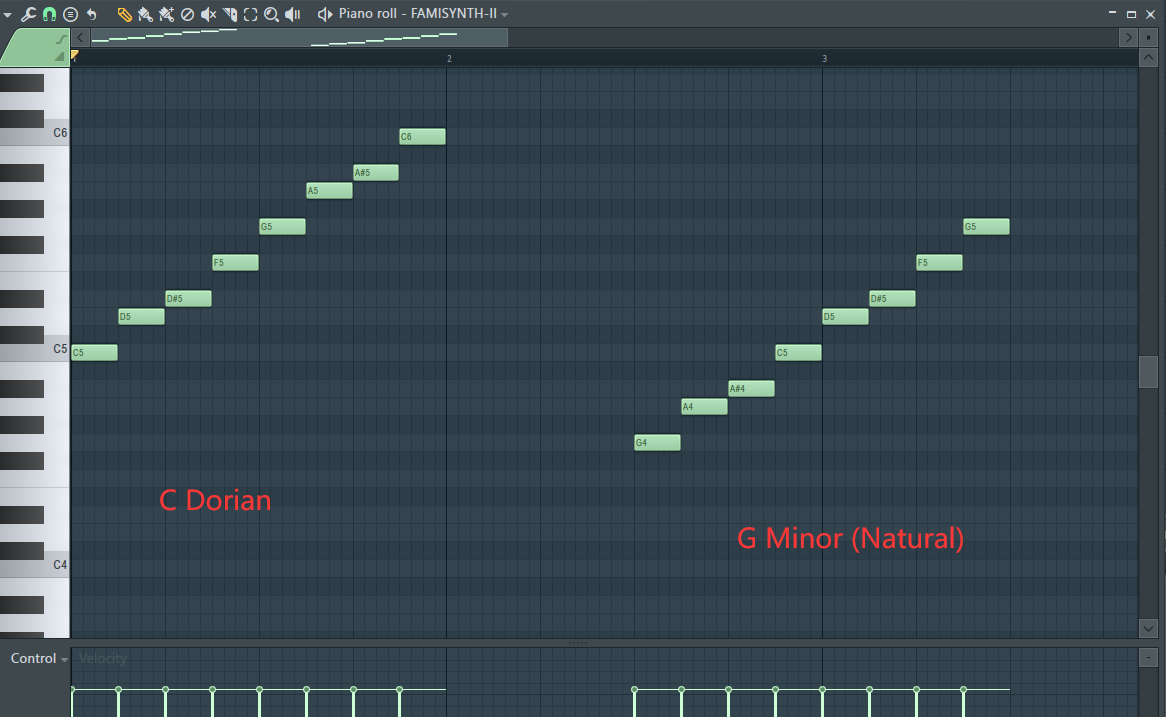 Piano roll - FAMISYNTH-II
1 2 3
C6
C6
A#5
A5
G5 G5
F5 F5
D#5 D#5
D5 D5
C5
C5 C5
A#4
A4
G4
C Dorian
G Minor (Natural)
C4
Control Velocity